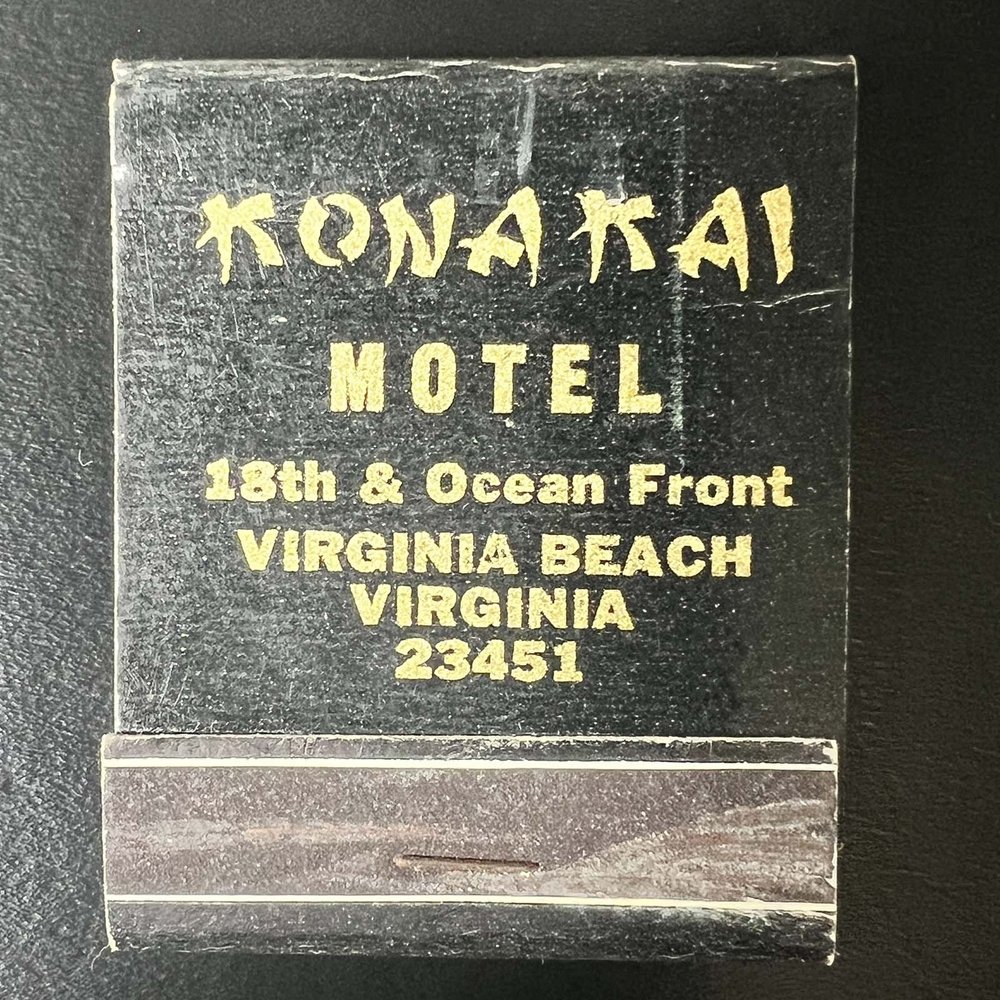 KONA KAI
MOTEL
18th & Ocean Front
VIRGINIA BEACH
VIRGINIA
23451